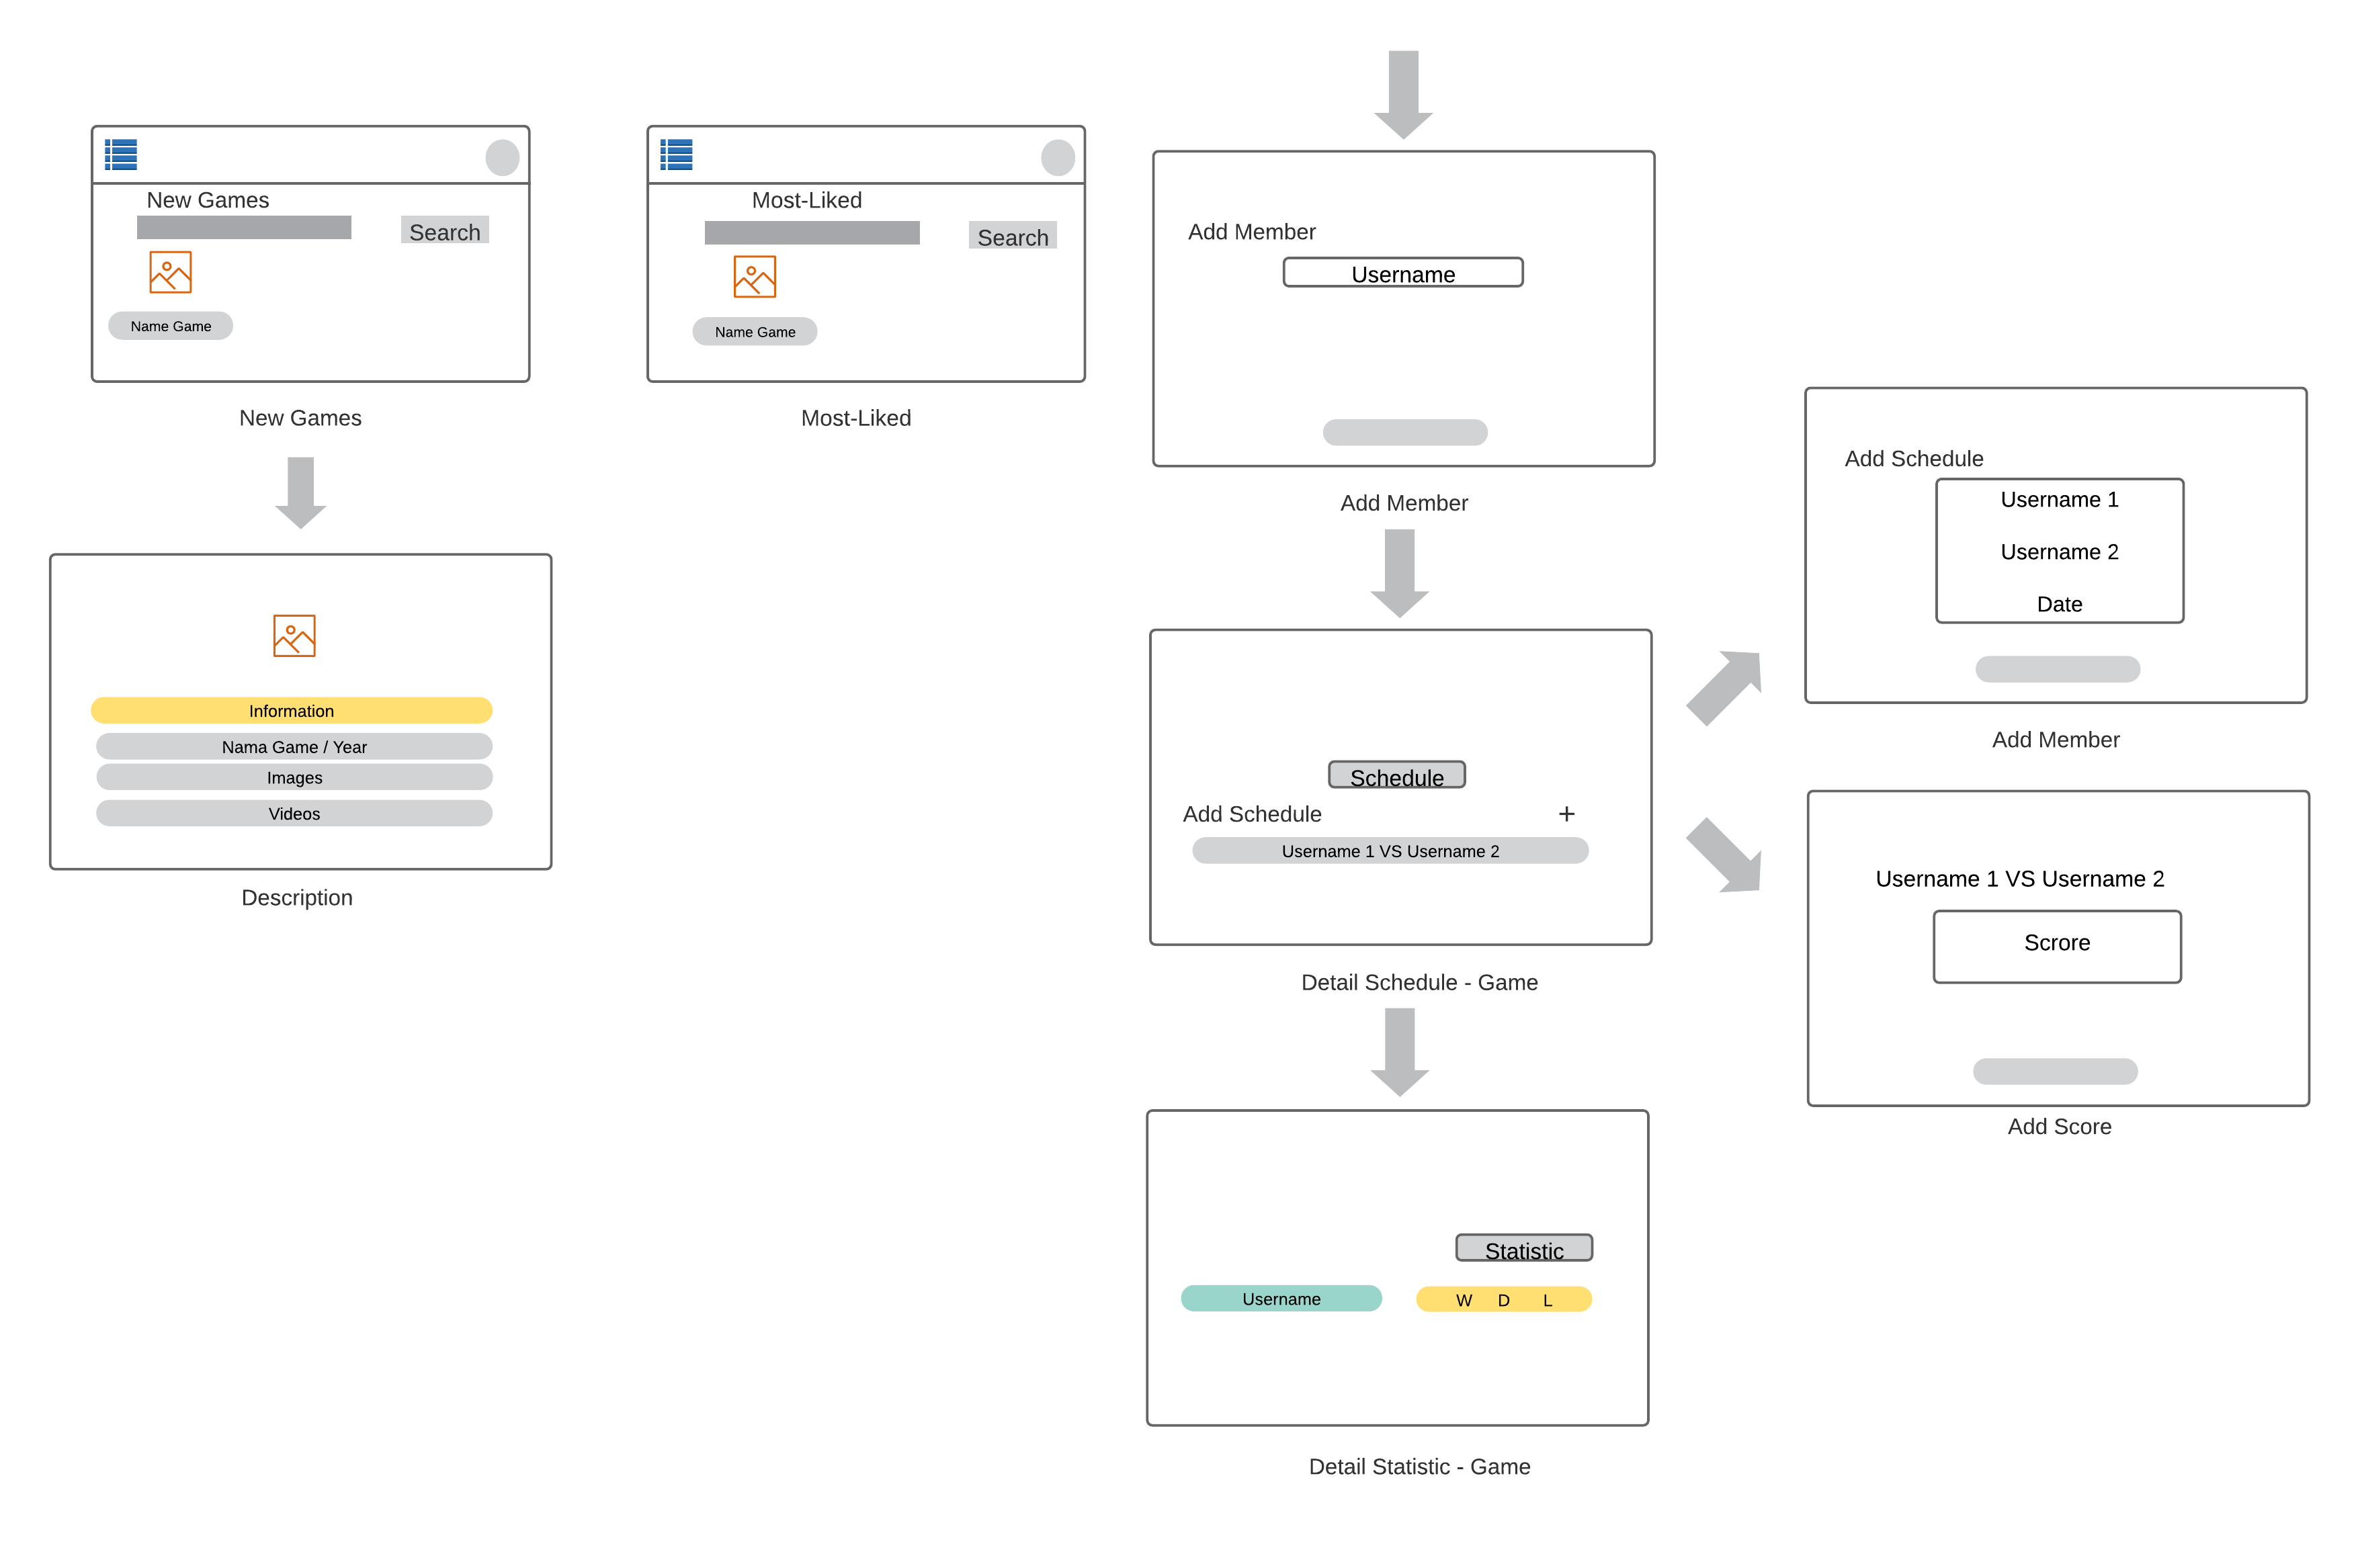 New Games
Search
Name Game
New Games
Information
Nama Game / Year
Images
Videos
Description
Most-Liked
Search
Name Game
Most-Liked
Add Member
Username
Add Member
Schedule
Add Schedule +
Username 1 VS Username 2
Detail Schedule - Game
Statistic
Username W D L
Detail Statistic - Game
Add Schedule
Username 1
Username 2
Date
Add Member
Username 1 VS Username 2
Scrore
Add Score